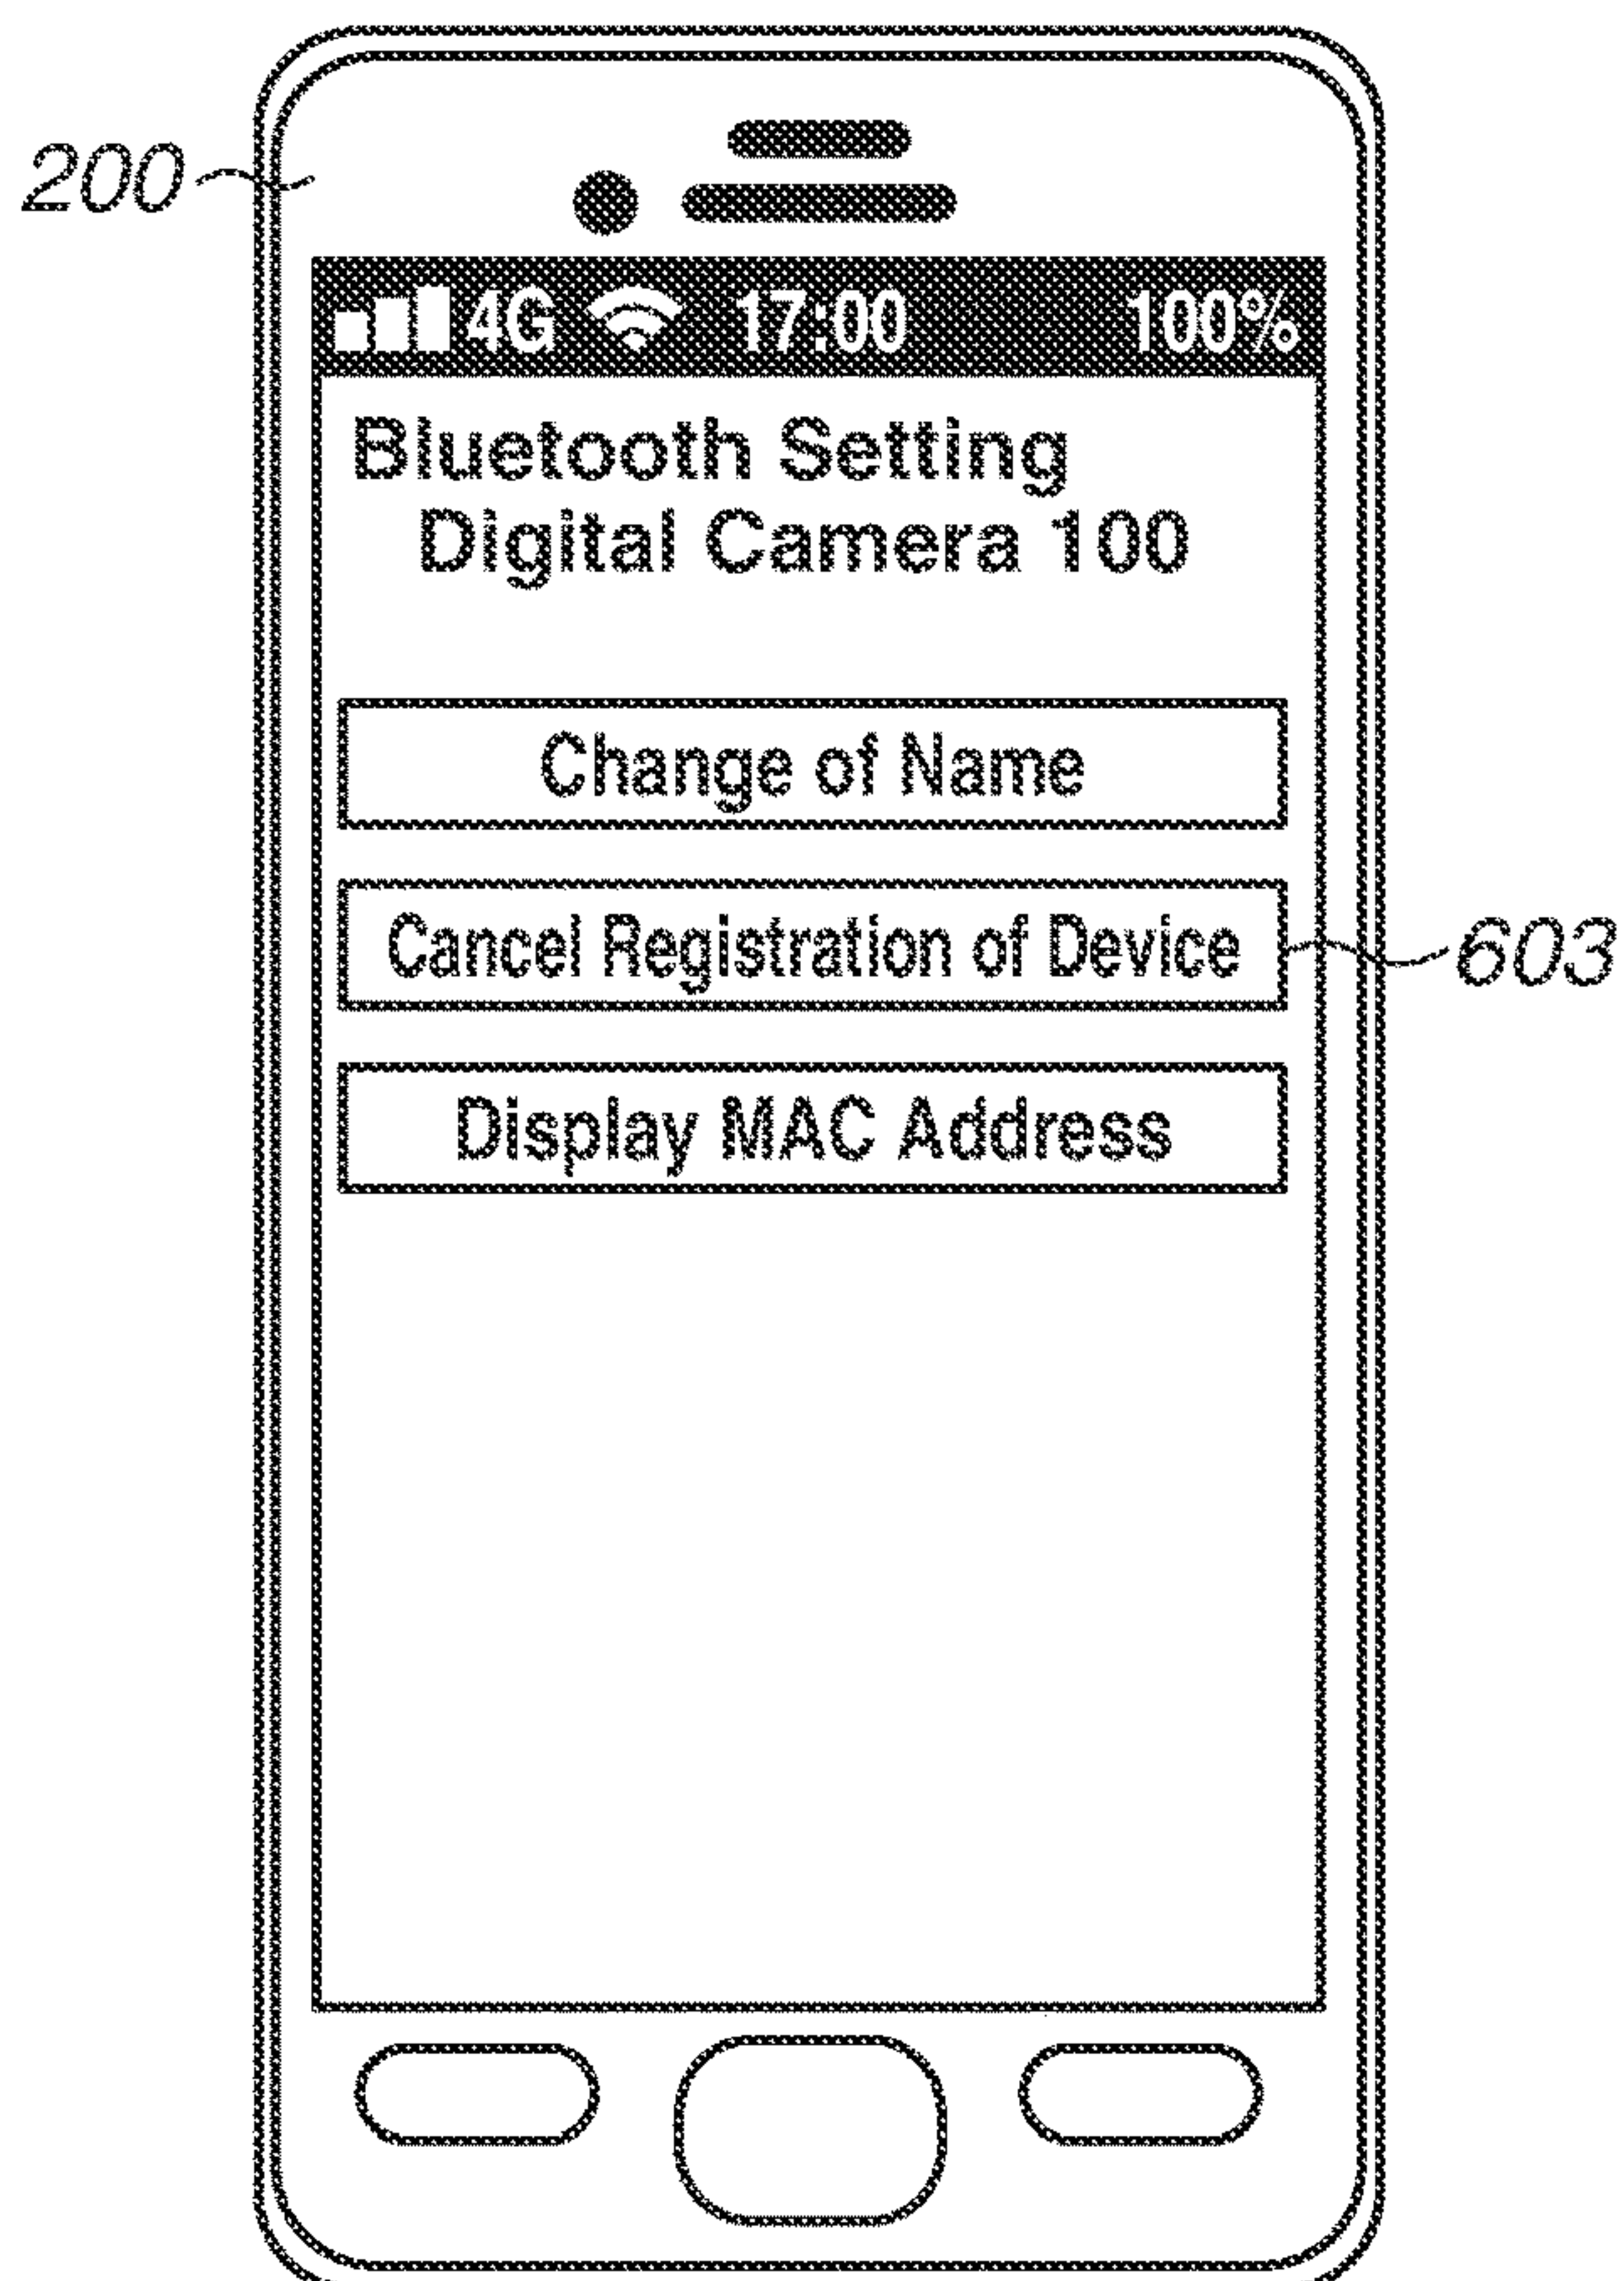 200
4G 17:00 100%
Bluetooth Setting
Digital Camera 100
Change of Name
Cancel Registration of Device
603
Display MAC Address